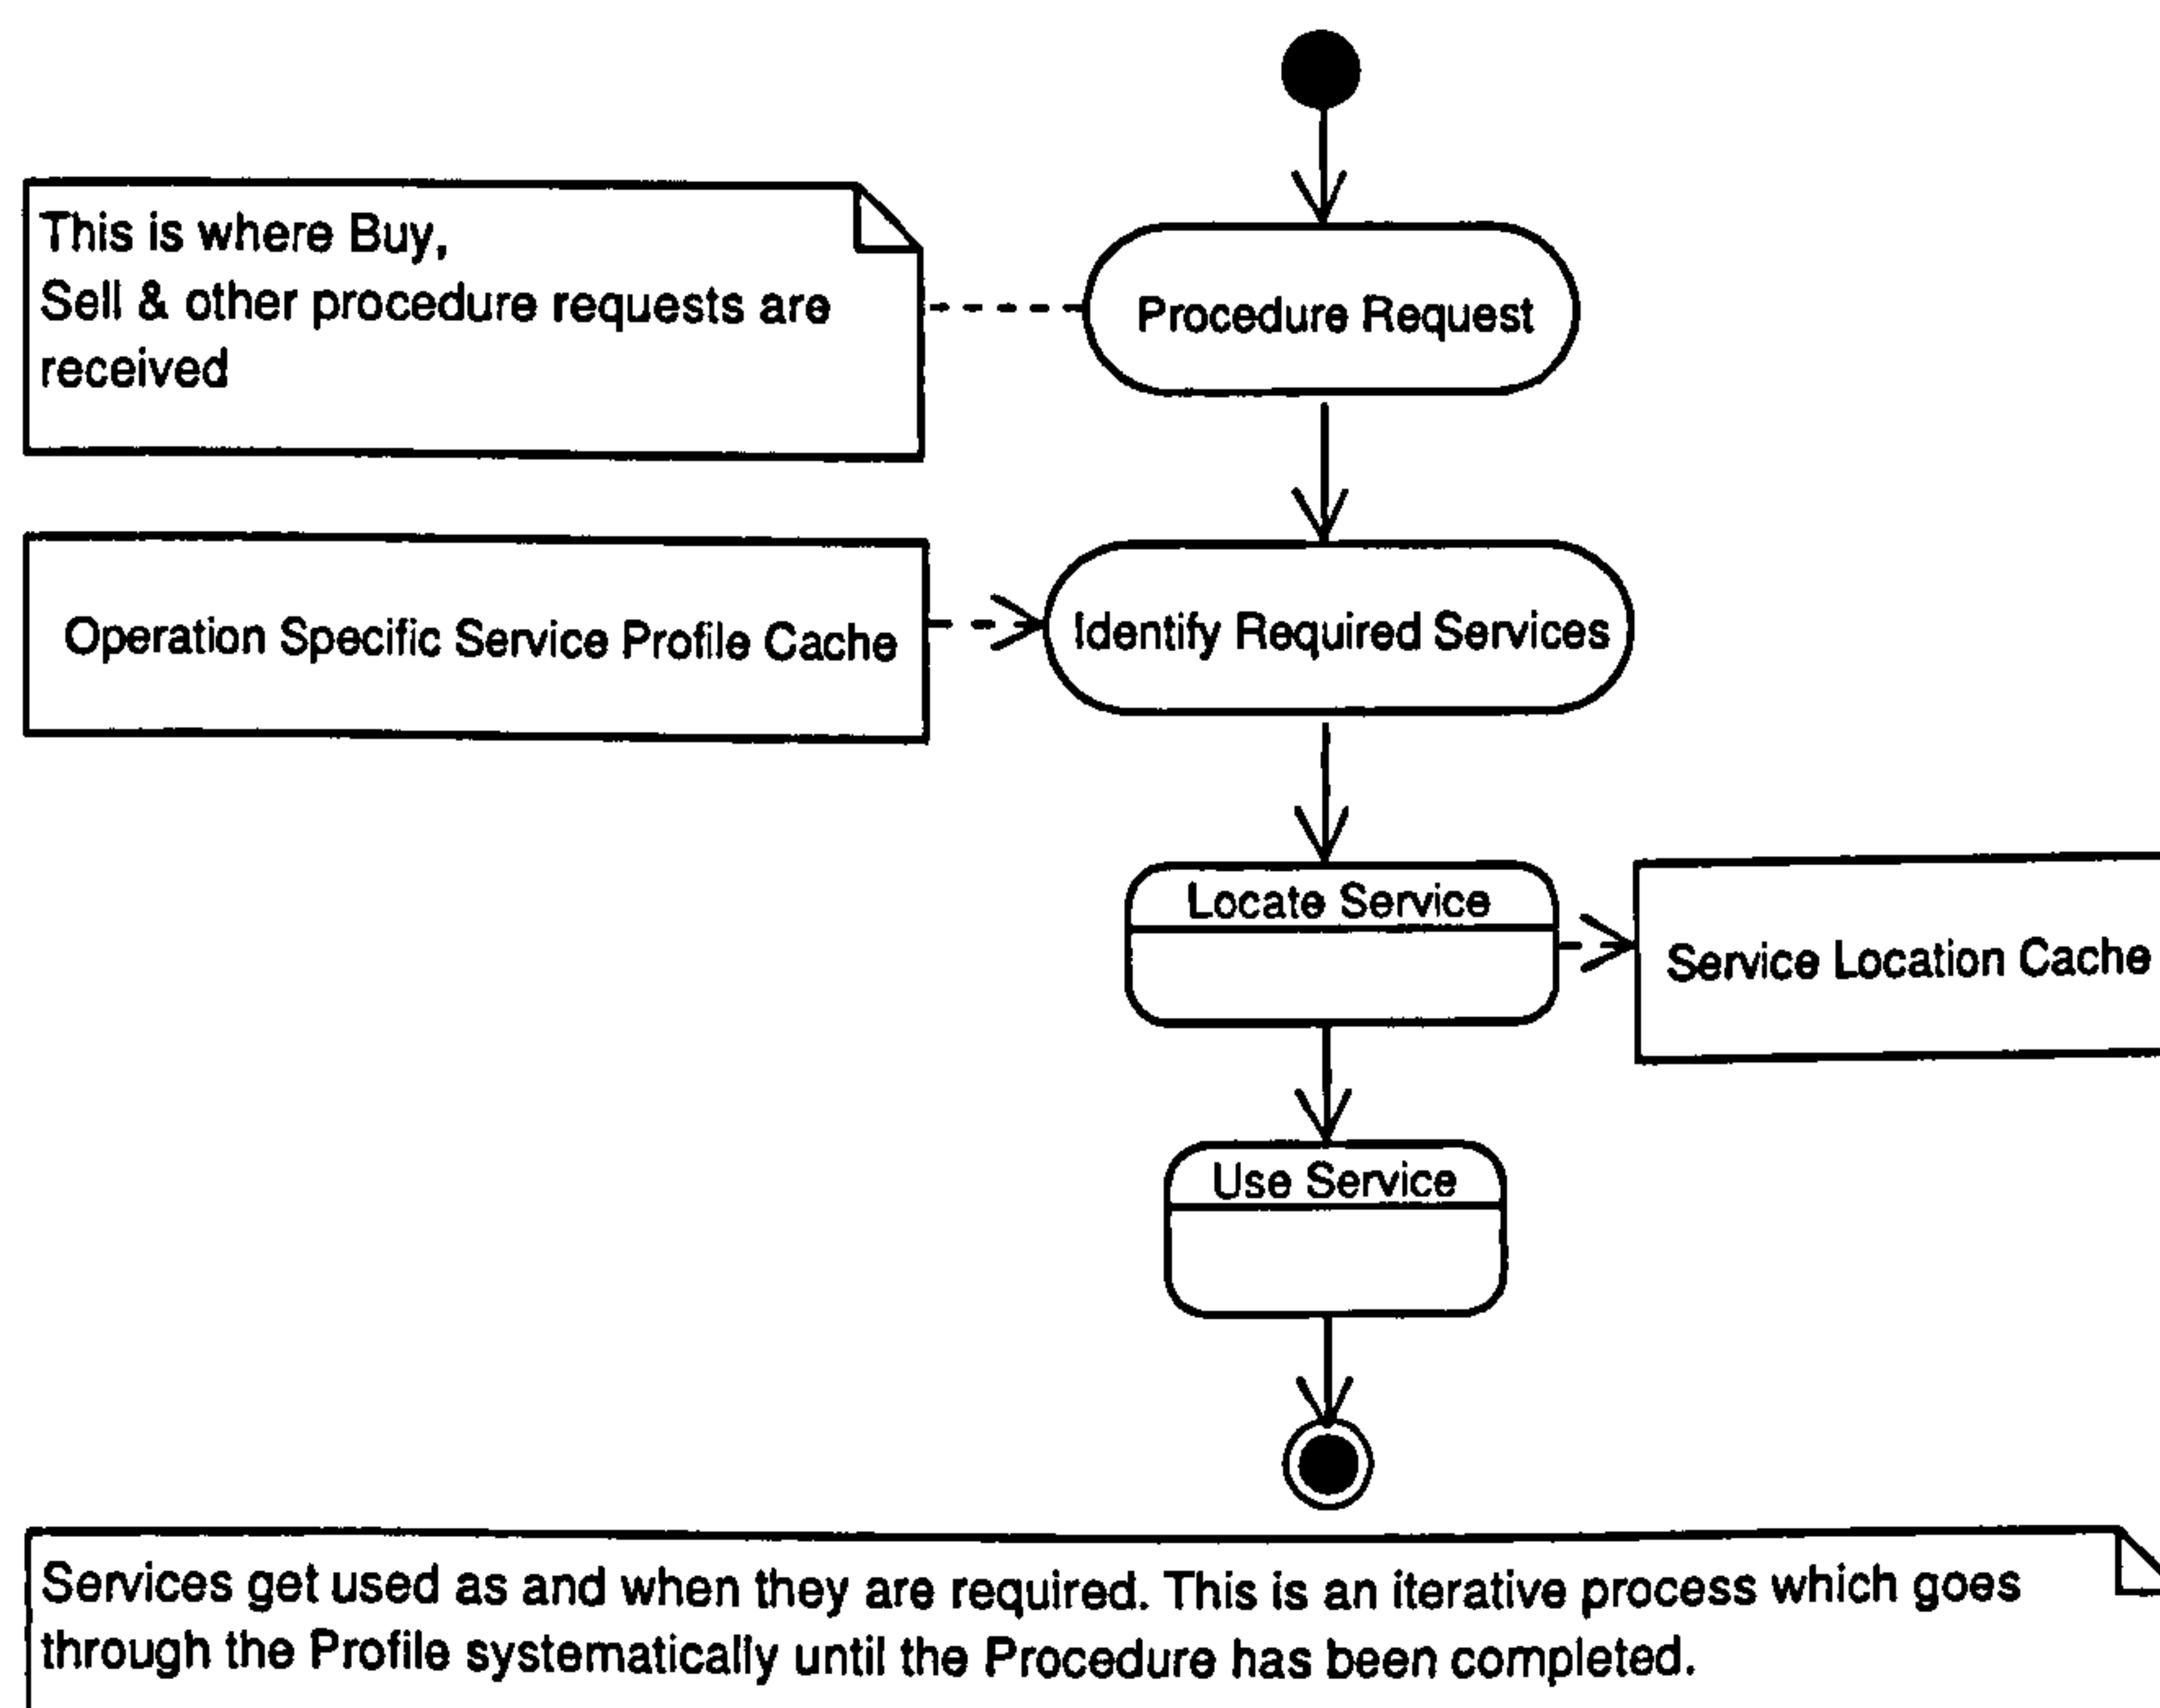 This is where Buy,
Sell & other procedure requests are
received
Procedure Request
Operation Specific Service Profile Cache
Identify Required Services
Locate Service
Service Location Cache
Use Service
Services get used as and when they are required. This is an iterative process which goes
through the Profile systematically until the Procedure has been completed.